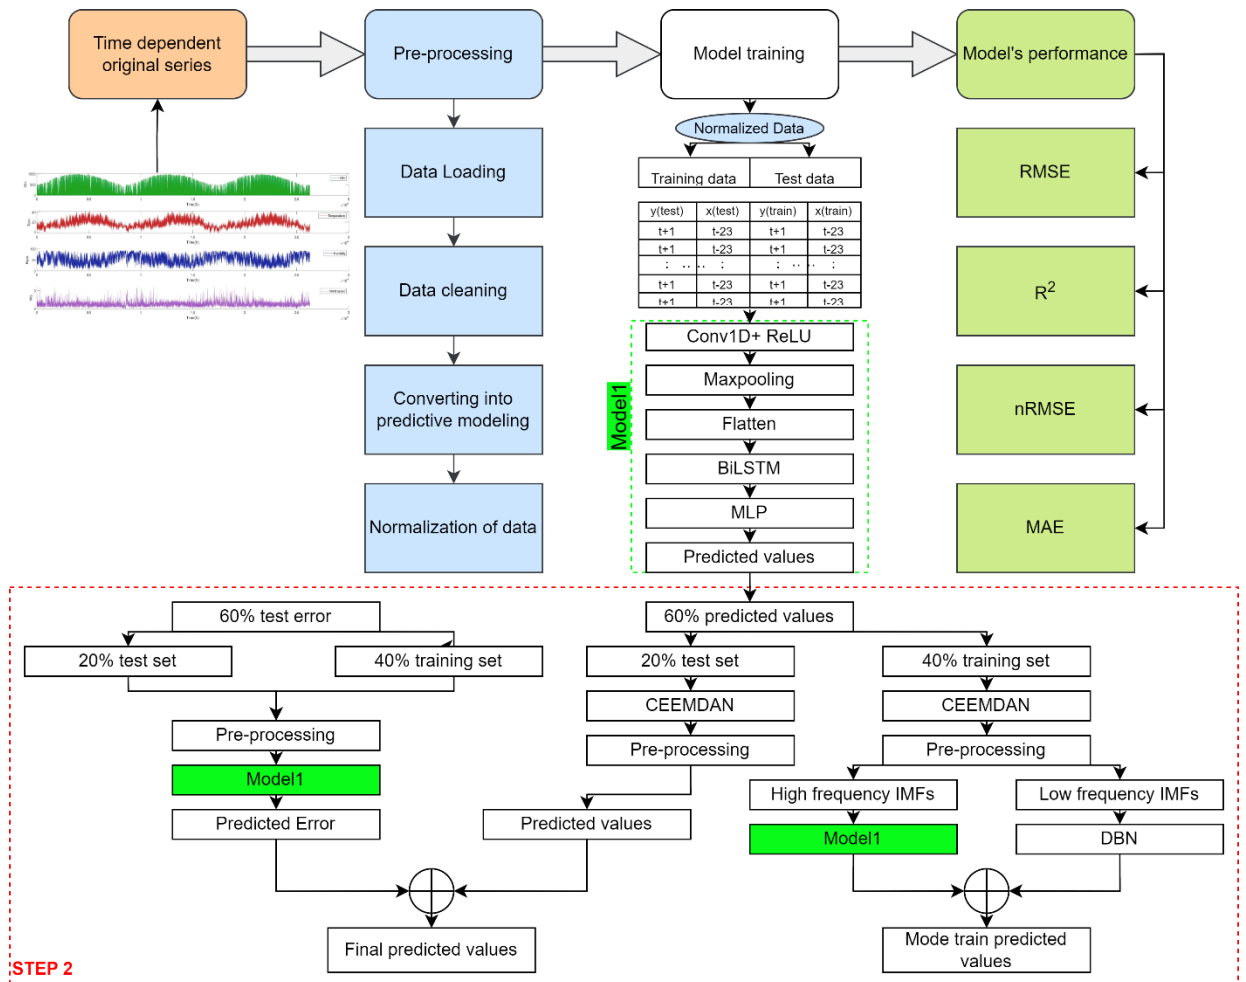 Time dependent
original series
Pre-processing
Model training
Model's performance
Normalized Data
Data Loading
Training data
Test data
RMSE
y(test) x(test) y(train) x(train)
t+1 t-23 t+1 t-23
t+1 t-23 t+1 t-23
: .. .. : : .. .. :
t+1 t-23 t+1 t-23
t+1 t-23 t+1 t-23
Data cleaning
R2
Conv1D+ ReLU
Maxpooling
Flatten
BiLSTM
MLP
Predicted values
Model1
Converting into
predictive modeling
nRMSE
Normalization of data
MAE
60% test error
60% predicted values
20% test set
40% training set
20% test set
40% training set
CEEMDAN
CEEMDAN
Pre-processing
Pre-processing
Pre-processing
Model1
High frequency IMFs
Low frequency IMFs
Predicted Error
Predicted values
Model1
DBN
Final predicted values
Mode train predicted
values
STEP 2